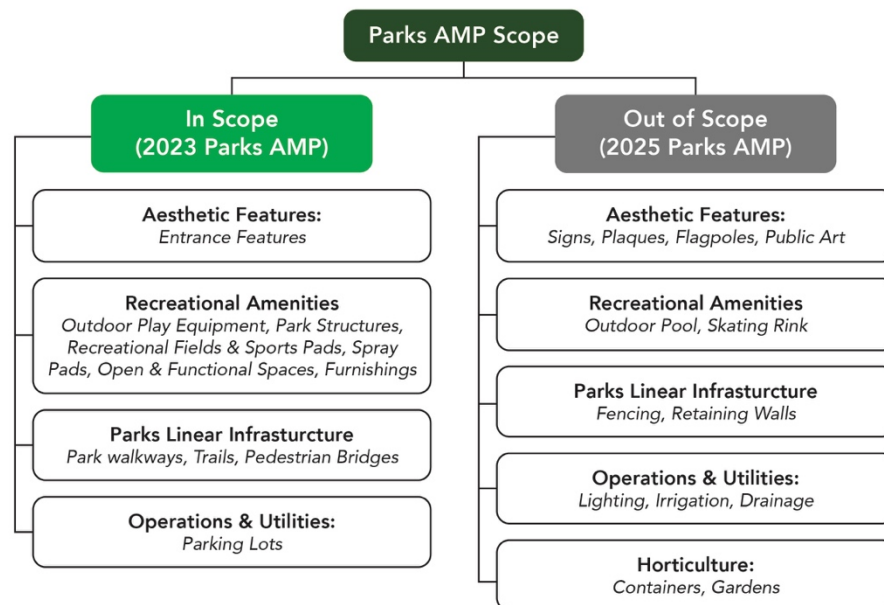 Parks AMP Scope
In Scope
(2023 Parks AMP)
Aesthetic Features:
Entrance Features
Recreational Amenities
Outdoor Play Equipment, Park Structures,
Recreational Fields & Sports Pads, Spray
Pads, Open & Functional Spaces, Furnishings
Parks Linear Infrasturcture
Park walkways, Trails, Pedestrian Bridges
Operations & Utilities:
Parking Lots
Out of Scope
(2025 Parks AMP)
Aesthetic Features:
Signs, Plaques, Flagpoles, Public Art
Recreational Amenities
Outdoor Pool, Skating Rink
Parks Linear Infrasturcture
Fencing, Retaining Walls
Operations & Utilities:
Lighting, Irrigation, Drainage
Horticulture:
Containers, Gardens